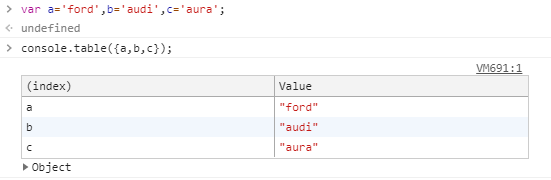 > var a='ford',b='audi',c='aura';
undefined
> console.table({a,b,c});
VM691:1
(index) Value
a "ford"
b "audi"
c "aura"
Object